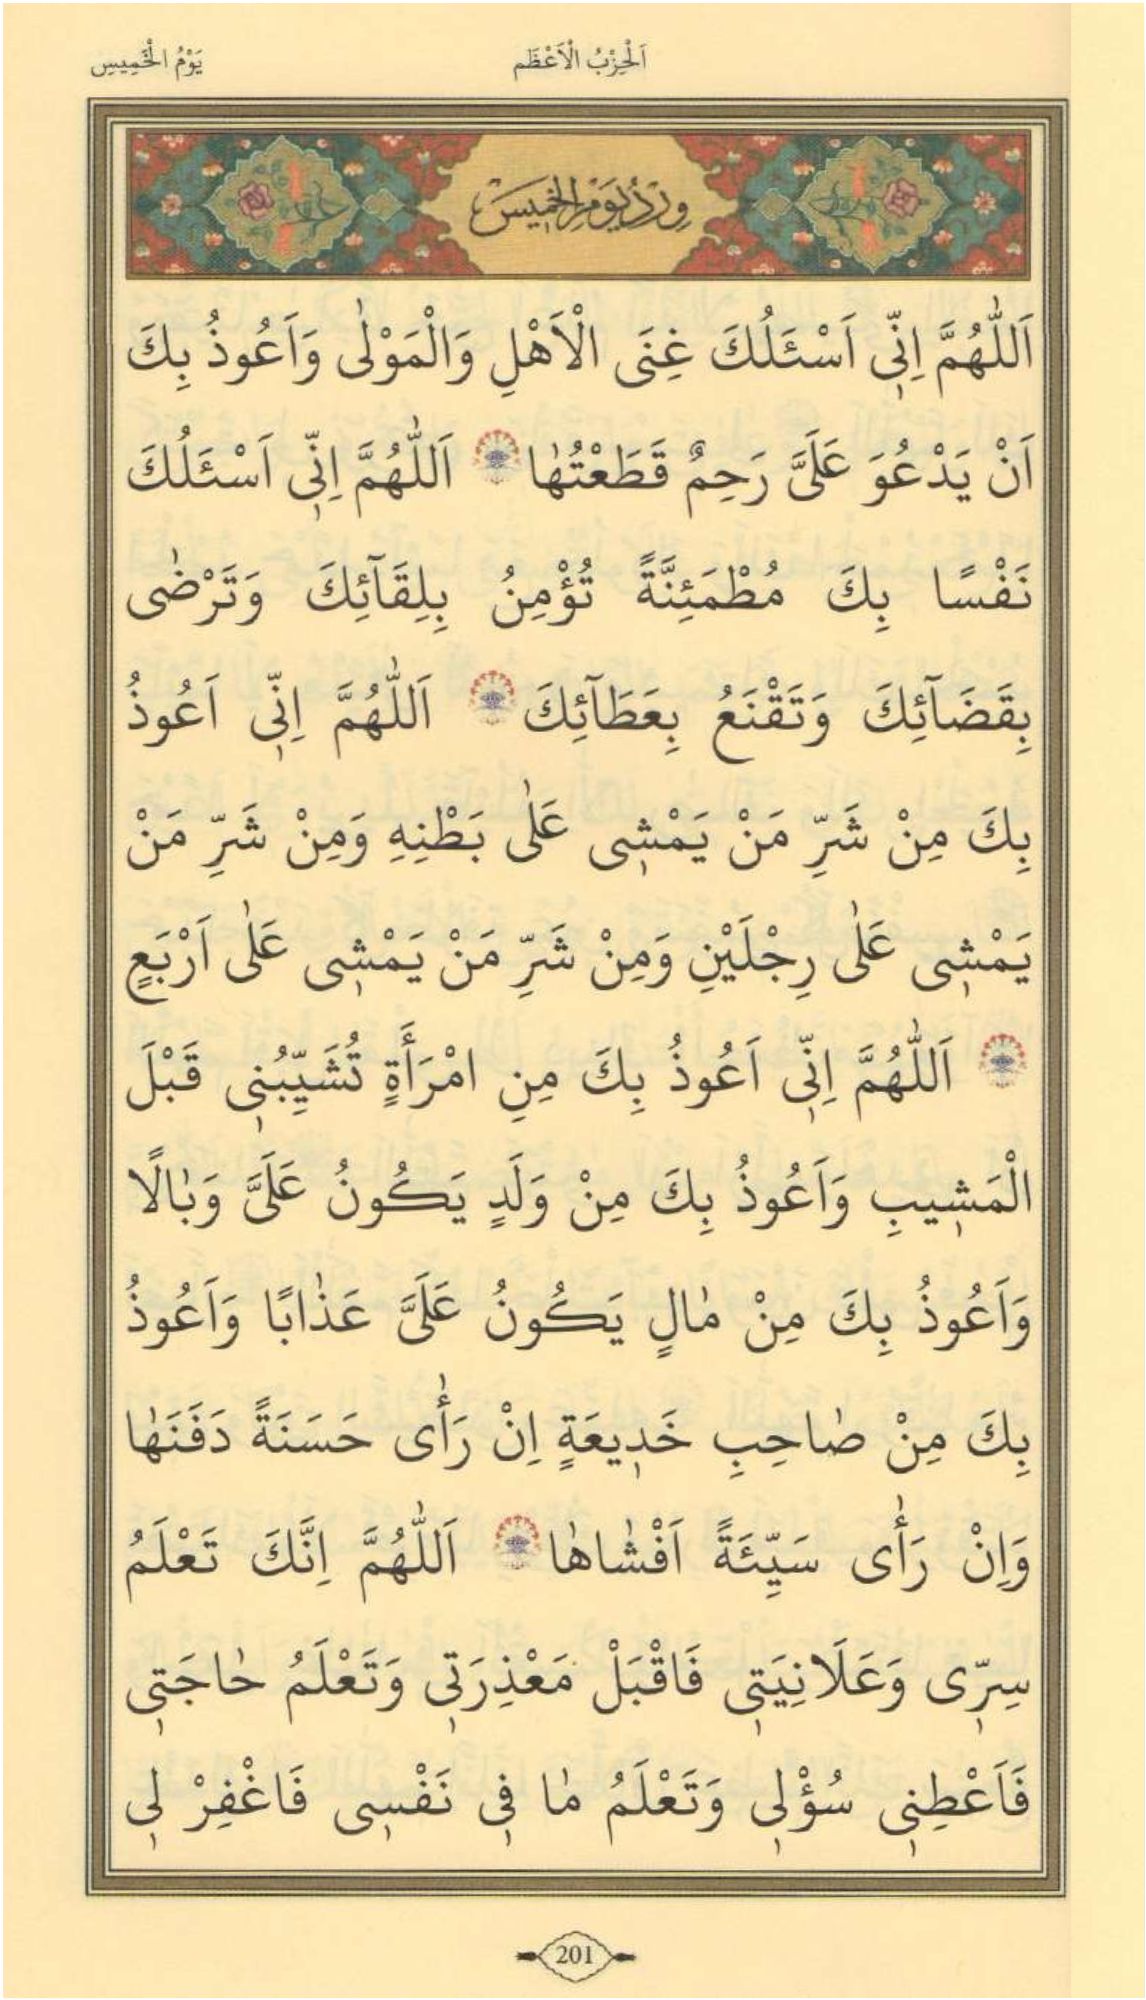 اَلْحِزْبُ الْاَعْظَم
يَوْمُ الْخَمِيسِ
وِرْدُ يَوْمِ الْخَمِيسَ
اَللّٰهُمَّ اِنّٖى اَسْئَلُكَ غِنَى الْاَهْلِ وَالْمَوْلٰى وَاَعُوذُ بِكَ
اَنْ يَدْعُوَ عَلَىَّ رَحِمٌ قَطَعْتُهٰا ۞ اَللّٰهُمَّ اِنّٖى اَسْئَلُكَ
نَفْسًا بِكَ مُطْمَئِنَّةً تُؤْمِنُ بِلِقَآئِكَ وَتَرْضٰى
بِقَضَآئِكَ وَتَقْنَعُ بِعَطَآئِكَ ۞ اَللّٰهُمَّ اِنّٖى اَعُوذُ
بِكَ مِنْ شَرِّ مَنْ يَمْشٖى عَلٰى بَطْنِهِ وَمِنْ شَرِّ مَنْ
يَمْشٖى عَلٰى رِجْلَيْنِ وَمِنْ شَرِّ مَنْ يَمْشٖى عَلٰى اَرْبَعٍ
۞ اَللّٰهُمَّ اِنّٖى اَعُوذُ بِكَ مِنِ امْرَأَةٍ تُشَيِّبُنٖى قَبْلَ
الْمَشٖيبِ وَاَعُوذُ بِكَ مِنْ وَلَدٍ يَكُونُ عَلَىَّ وَبٰالًا
وَاَعُوذُ بِكَ مِنْ مٰالٍ يَكُونُ عَلَىَّ عَذٰابًا وَاَعُوذُ
بِكَ مِنْ صٰاحِبِ خَدٖيعَةٍ اِنْ رَأٰى حَسَنَةً دَفَنَهٰا
وَاِنْ رَأٰى سَيِّئَةً اَفْشٰاهٰا ۞ اَللّٰهُمَّ اِنَّكَ تَعْلَمُ
سِرّٖى وَعَلَانِيَتٖى فَاقْبَلْ مَعْذِرَتٖى وَتَعْلَمُ حٰاجَتٖى
فَاَعْطِنٖى سُؤْلٖى وَتَعْلَمُ مٰا فٖى نَفْسٖى فَاغْفِرْ لٖى
201